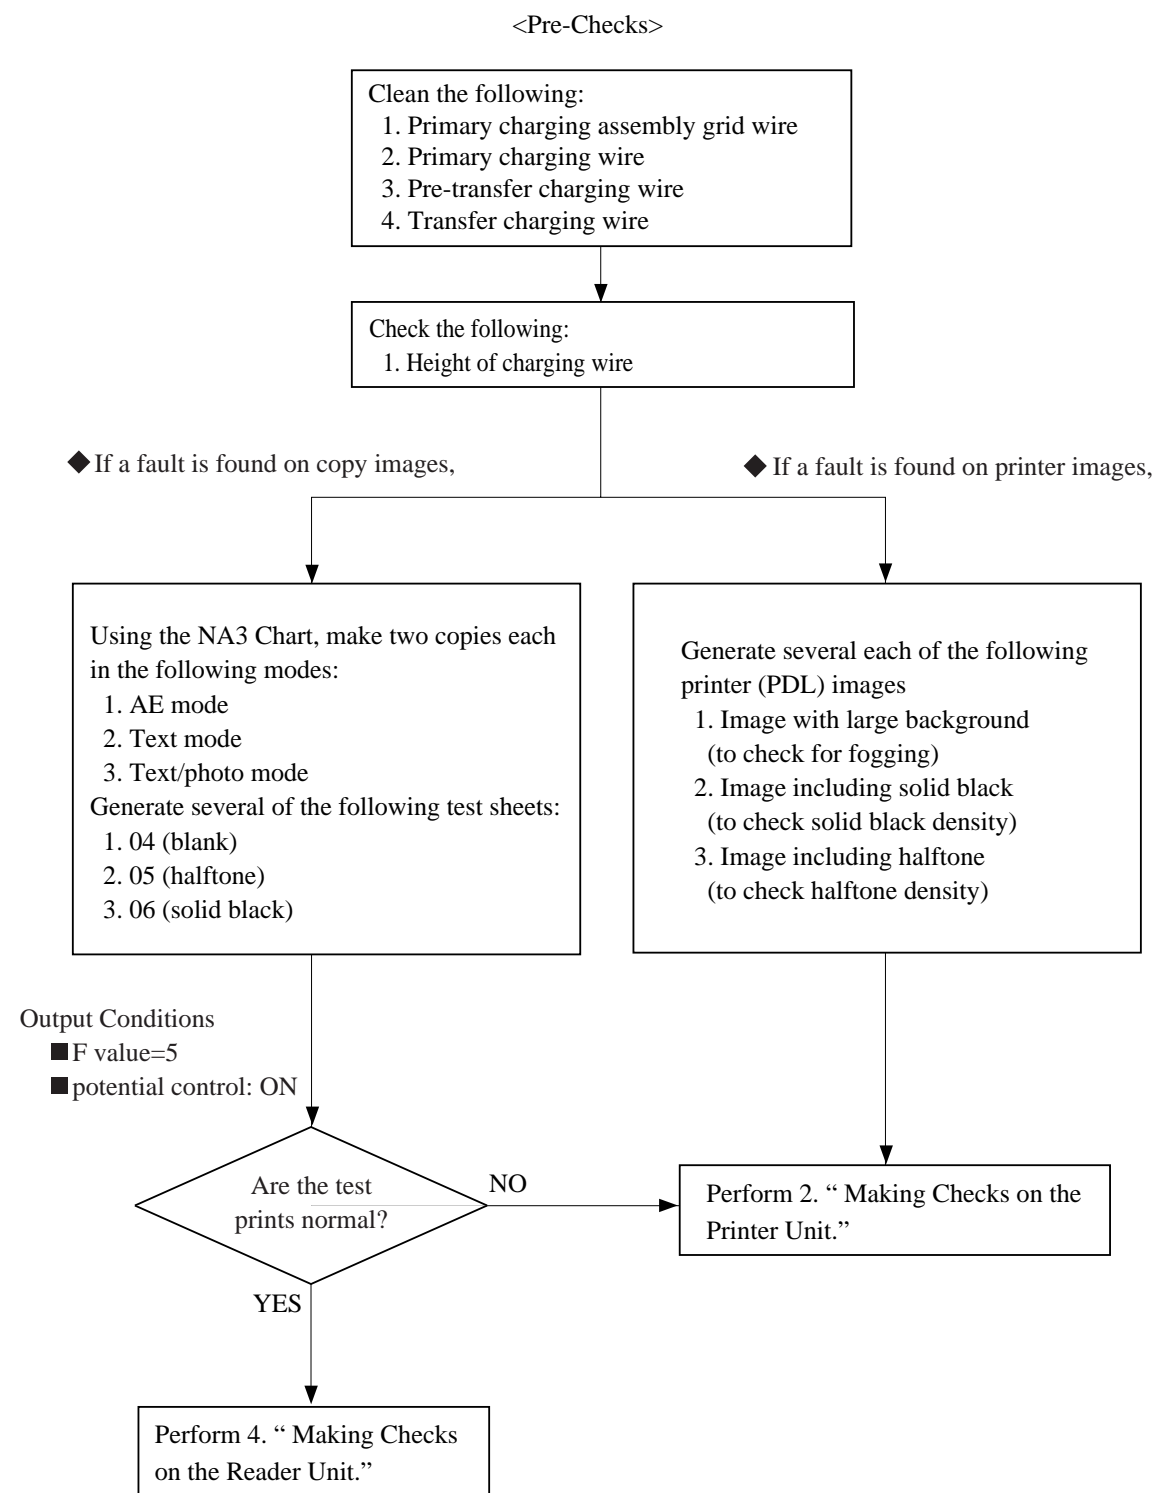 <Pre-Checks>
Clean the following:
1. Primary charging assembly grid wire
2. Primary charging wire
3. Pre-transfer charging wire
4. Transfer charging wire
Check the following:
1. Height of charging wire
◆ If a fault is found on copy images,
◆ If a fault is found on printer images,
Using the NA3 Chart, make two copies each
in the following modes:
1. AE mode
2. Text mode
3. Text/photo mode
Generate several of the following test sheets:
1. 04 (blank)
2. 05 (halftone)
3. 06 (solid black)
Generate several each of the following
printer (PDL) images
1. Image with large background
(to check for fogging)
2. Image including solid black
(to check solid black density)
3. Image including halftone
(to check halftone density)
Output Conditions
■ F value=5
■ potential control: ON
Are the test
prints normal?
NO
Perform 2. “ Making Checks on the
Printer Unit.”
YES
Perform 4. “ Making Checks
on the Reader Unit.”